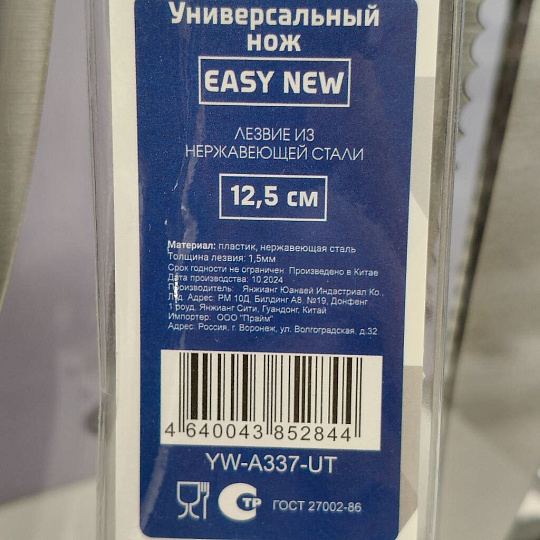 Универсальный
нож
EASY NEW
ЛЕЗВИЕ ИЗ
НЕРЖАВЕЮЩЕЙ СТАЛИ
12,5 см
Материал: пластик, нержавеющая сталь
Толщина лезвия: 1,5мм
Срок годности не ограничен Произведено в Китае
Дата производства: 10.2024
Производитель: Янжианг Юанвей Индастриал Ко.,
Лтд. Адрес: РМ 10Д, Билдинг А8, №19, Донфенг
1 роуд, Янжианг Сити, Гуандонг, Китай
Импортер: ООО "Прайм"
Адрес: Россия, г. Воронеж, ул. Волгоградская, д.32
4 640043 852844
YW-A337-UT
СТР ГОСТ 27002-86